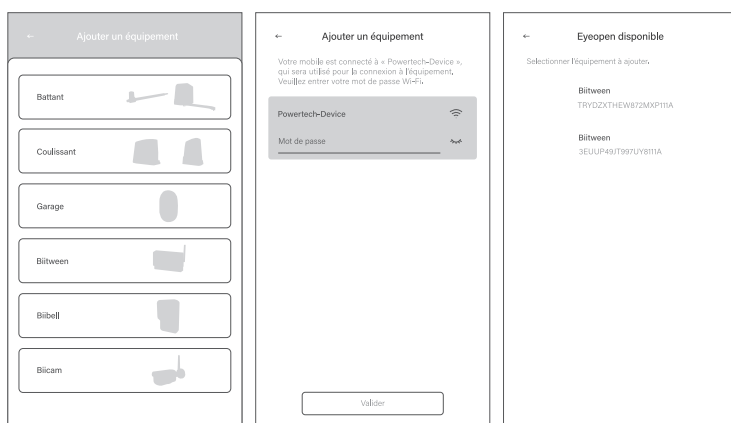 Ajouter un équipement
Battant
Coulissant
Garage
Biitween
Biibell
Biicam
Ajouter un équipement
Votre mobile est connecté à « Powertech-Device »,
qui sera utilisé pour la connexion à l'équipement,
Veuillez entrer votre mot de passe Wi-Fi.
Powertech-Device
Mot de passe
Valider
Eyeopen disponible
Selectionner l'équipement à ajouter.
Biitween
TRYDZXTHEW872MXP111A
Biitween
3EUUP49JT997UY8111A